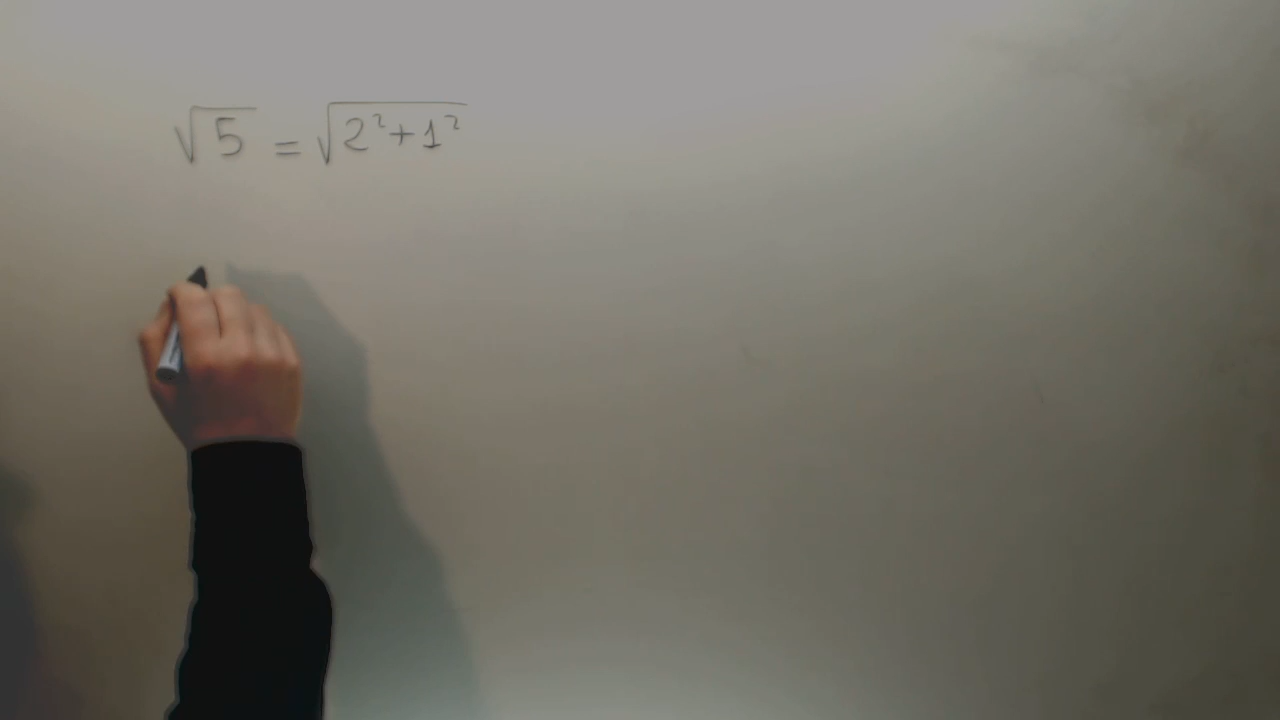 √5 = √2²+1²